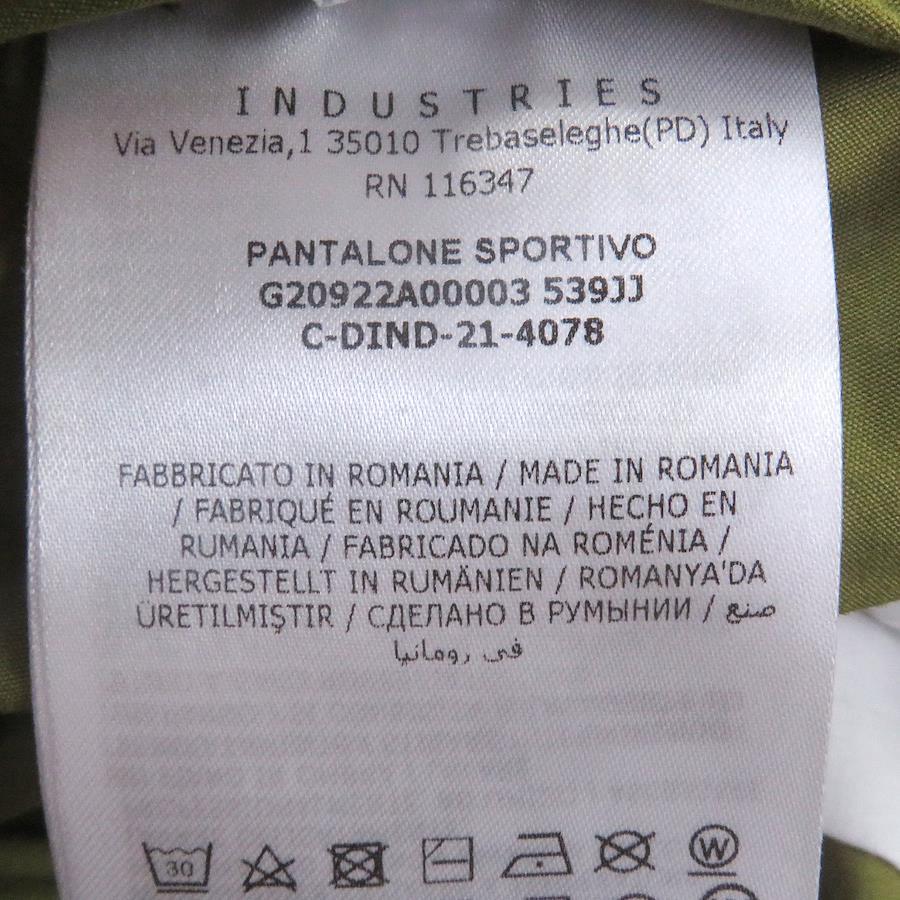 INDUSTRIES
Via Venezia,1 35010 Trebaseleghe(PD) Italy
RN 116347
PANTALONE SPORTIVO
G20922A00003 539JJ
C-DIND-21-4078
FABBRICATO IN ROMANIA / MADE IN ROMANIA
/ FABRIQUÉ EN ROUMANIE / HECHO EN
RUMANIA / FABRICADO NA ROMÉNIA /
HERGESTELLT IN RUMÄNIEN / ROMANYA'DA
ÜRETILMIŞTIR / СДЕЛАНО В РУМЫНИИ / صنع
في رومانيا
30
W